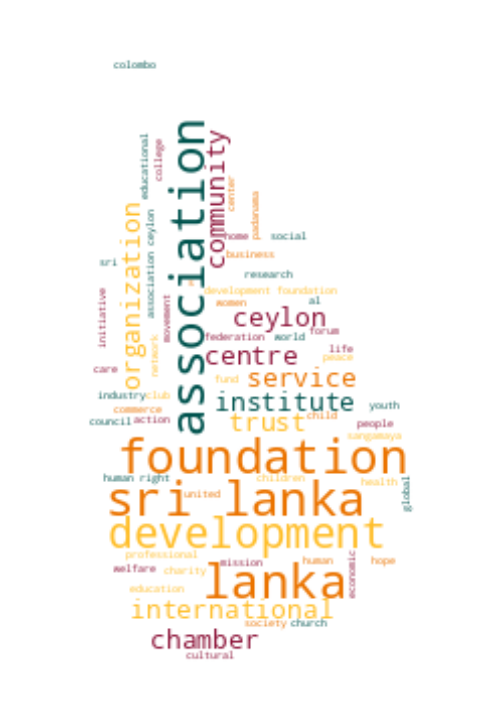 colombo
association
community
educational
college
organization
association ceylon
center
padanama
home
social
business
sri
research
development foundation
women
al
initiative
movement
network
ceylon
federation
world
forum
centre
life
peace
care
fund
service
industry
club
institute
youth
commerce
council
action
trust
child
people
sangamaya
foundation
human right
children
health
global
sri lanka
united
development
professional
welfare
charity
mission
human
economic
hope
lanka
education
international
society
church
chamber
cultural